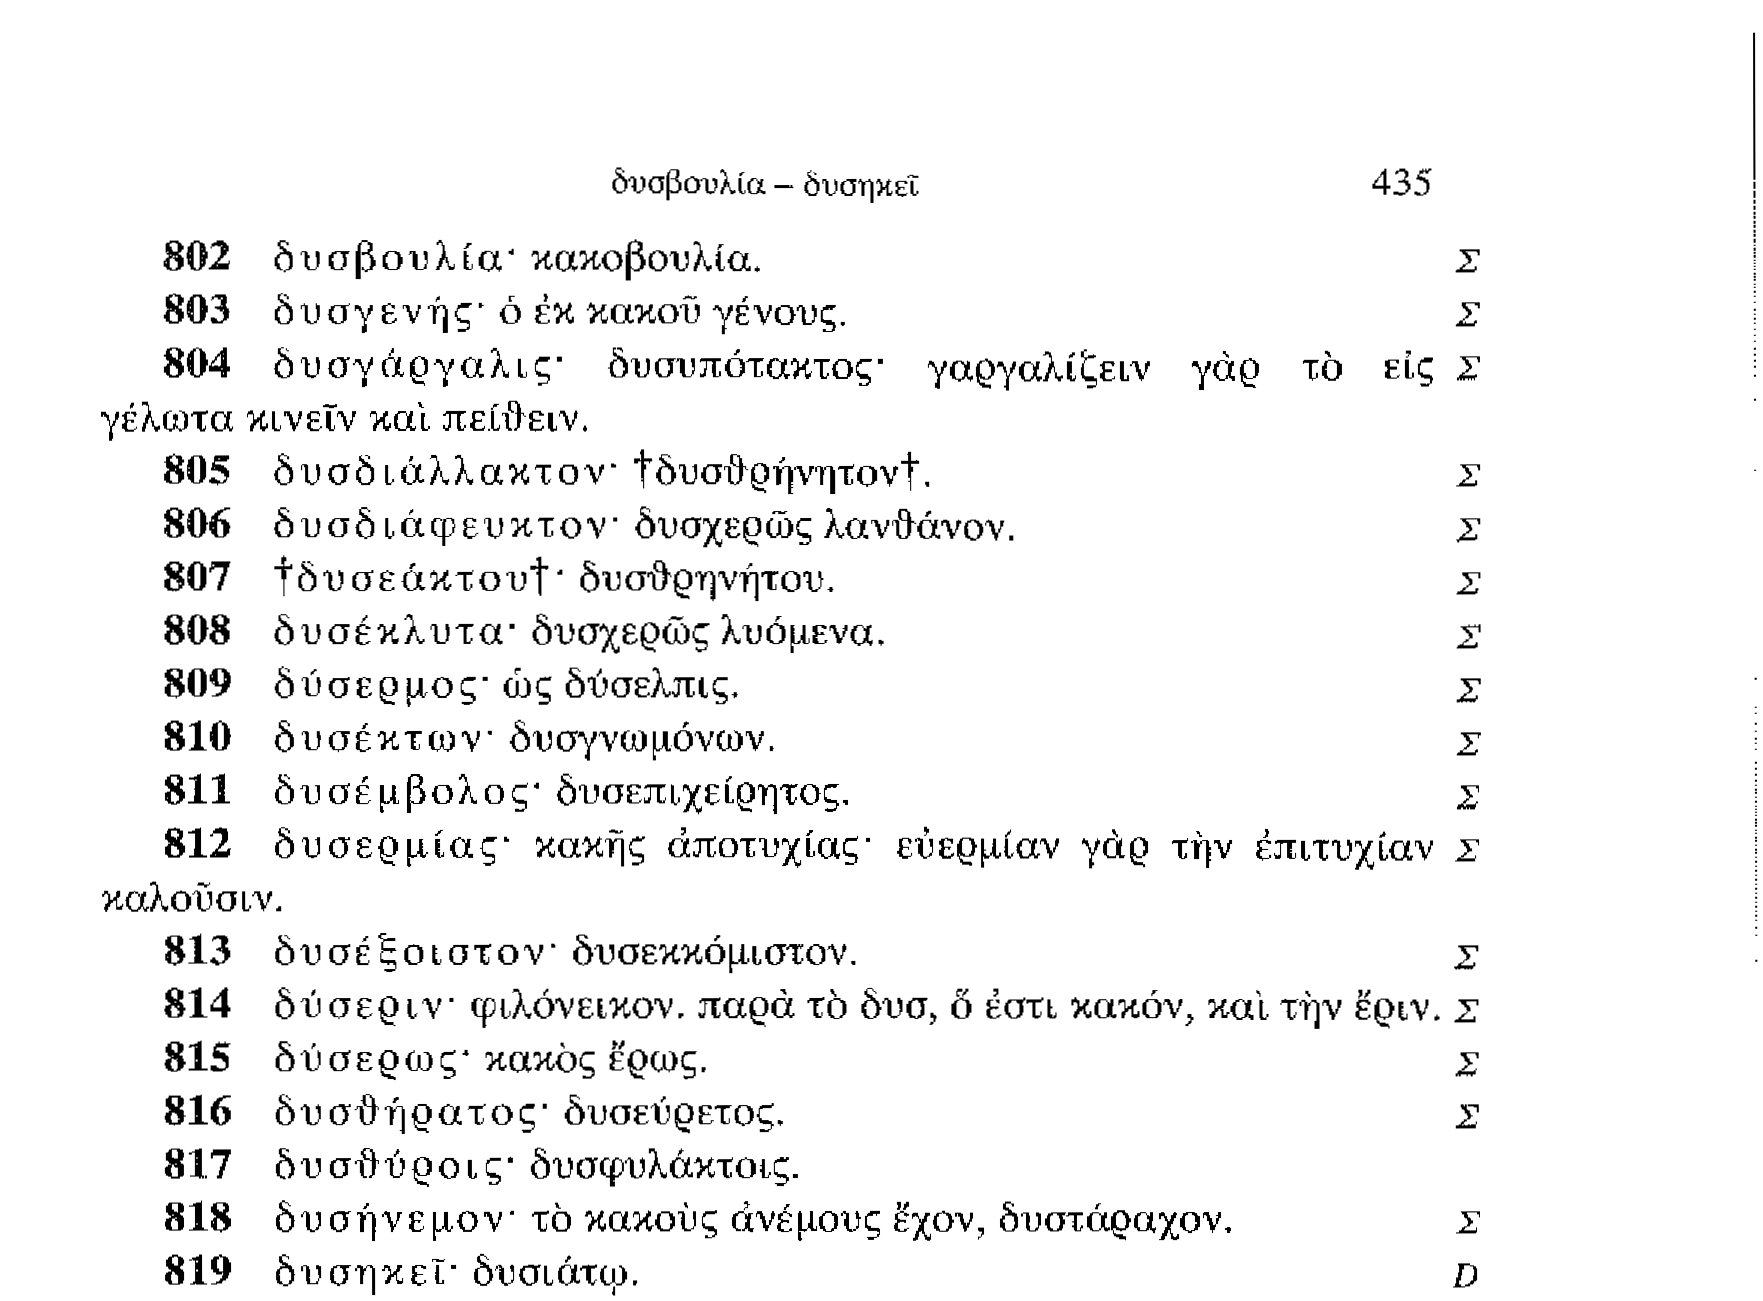 δυσβουλία – δυσηκεῖ 435
802 δυσβουλία· κακοβουλία. Σ
803 δυσγενής· ὁ ἐκ κακοῦ γένους. Σ
804 δυσγάργαλις· δυσυπότακτος· γαργαλίζειν γὰρ τὸ εἰς Σ
γέλωτα κινεῖν καὶ πείθειν.
805 δυσδιάλλακτον· †δυσθρήνητον†. Σ
806 δυσδιάφευκτον· δυσχερῶς λανθάνον. Σ
807 †δυσεάκτου†· δυσθρηνήτου. Σ
808 δυσέκλυτα· δυσχερῶς λυόμενα. Σ
809 δύσερμος· ὡς δύσελπις. Σ
810 δυσέκτων· δυσγνωμόνων. Σ
811 δυσέμβολος· δυσεπιχείρητος. Σ
812 δυσερμίας· κακῆς ἀποτυχίας· εὐερμίαν γὰρ τὴν ἐπιτυχίαν Σ
καλοῦσιν.
813 δυσέξοιστον· δυσεκκόμιστον. Σ
814 δύσεριν· φιλόνεικον. παρὰ τὸ δυσ, ὅ ἐστι κακόν, καὶ τὴν ἔριν. Σ
815 δύσερως· κακὸς ἔρως. Σ
816 δυσθήρατος· δυσεύρετος. Σ
817 δυσθύροις· δυσφυλάκτοις.
818 δυσήνεμον· τὸ κακοὺς ἀνέμους ἔχον, δυστάραχον. Σ
819 δυσηκεῖ· δυσιάτῳ. D